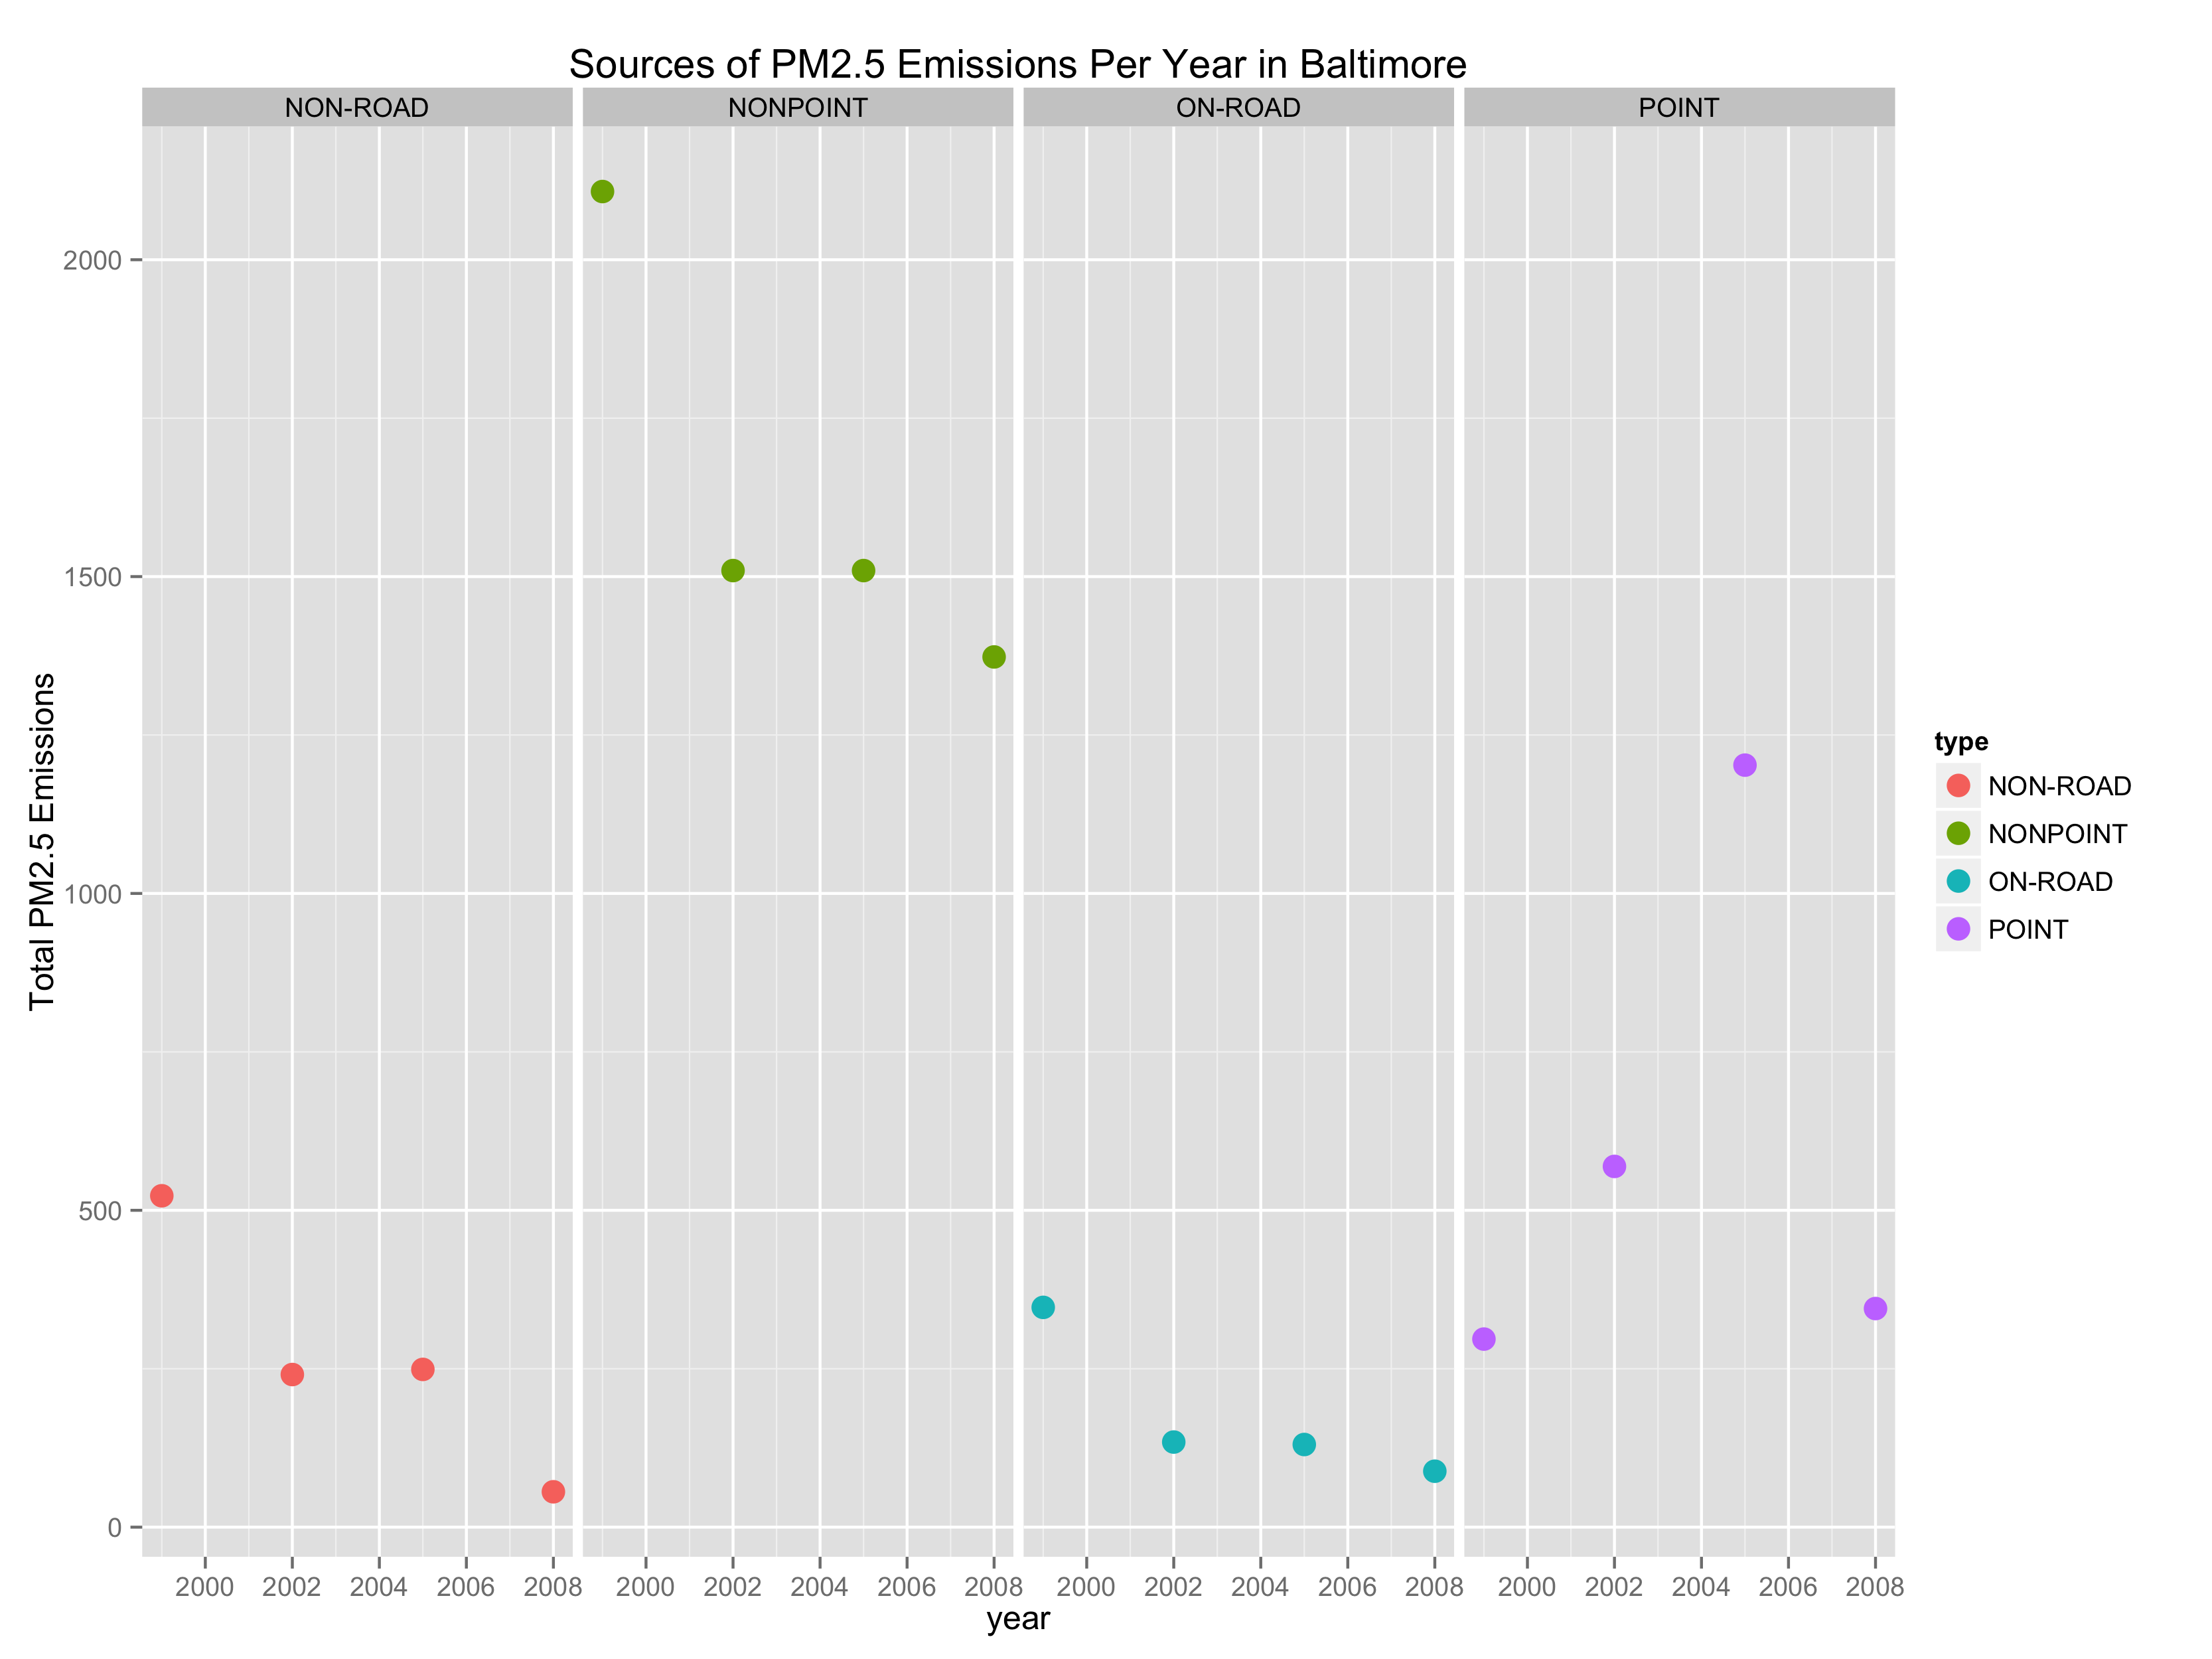 Sources of PM2.5 Emissions Per Year in Baltimore
NON-ROAD NONPOINT ON-ROAD POINT
Total PM2.5 Emissions
2000
1500
1000
500
0
2000 2002 2004 2006 2008 2000 2002 2004 2006 2008 2000 2002 2004 2006 2008 2000 2002 2004 2006 2008
year
type
NON-ROAD
NONPOINT
ON-ROAD
POINT